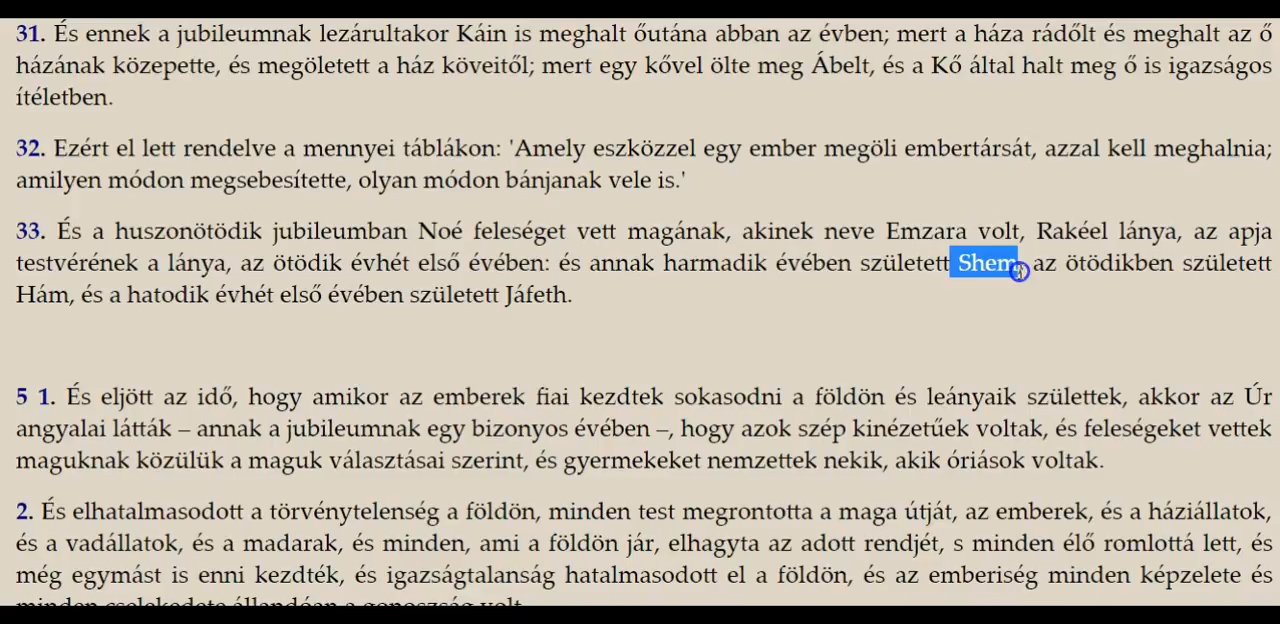 31. És ennek a jubileumnak lezárultakor Káin is meghalt őutána abban az évben; mert a háza rádőlt és meghalt az ő
házának közepette, és megöletett a ház köveitől; mert egy kővel ölte meg Ábelt, és a Kő által halt meg ő is igazságos
ítéletben.
32. Ezért el lett rendelve a mennyei táblákon: 'Amely eszközzel egy ember megöli embertársát, azzal kell meghalnia;
amilyen módon megsebesítette, olyan módon bánjanak vele is.'
33. És a huszonötödik jubileumban Noé feleséget vett magának, akinek neve Emzara volt, Rakéel lánya, az apja
testvérének a lánya, az ötödik évhét első évében: és annak harmadik évében született Shem, az ötödikben született
Hám, és a hatodik évhét első évében született Jáfeth.
5 1. És eljött az idő, hogy amikor az emberek fiai kezdtek sokasodni a földön és leányaik születtek, akkor az Úr
angyalai látták – annak a jubileumnak egy bizonyos évében –, hogy azok szép kinézetűek voltak, és feleségeket vettek
maguknak közülük a maguk választásai szerint, és gyermekeket nemzettek nekik, akik óriások voltak.
2. És elhatalmasodott a törvénytelenség a földön, minden test megrontotta a maga útját, az emberek, és a háziállatok,
és a vadállatok, és a madarak, és minden, ami a földön jár, elhagyta az adott rendjét, s minden élő romlottá lett, és
még egymást is enni kezdték, és igazságtalanság hatalmasodott el a földön, és az emberiség minden képzelete és
minden cselekedete állandóan a gonoszság volt.